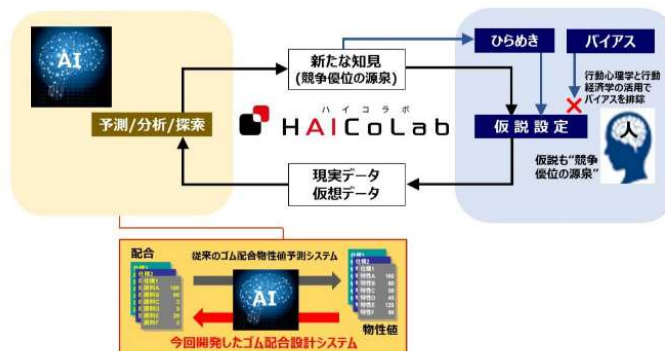 AI
予測/分析/探索
新たな知見
(競争優位の源泉)
ハイコラボ
HAICoLab
現実データ
仮想データ
ひらめき
バイアス
行動心理学と行動
経済学の活用で
バイアスを排除
仮説設定
人
仮説も“競争
優位の源泉”
配合
従来のゴム配合物性値予測システム
AI
物性値
今回開発したゴム配合設計システム